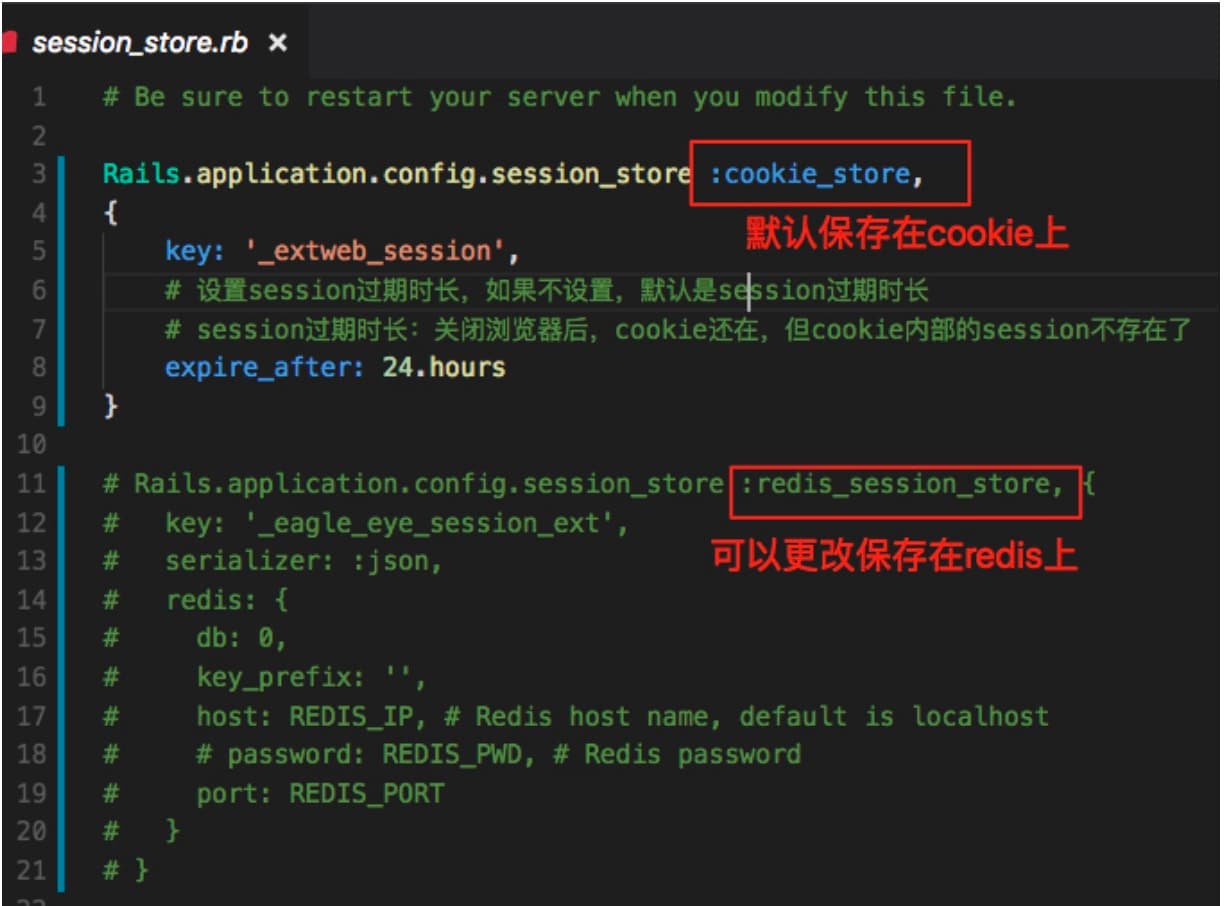 session_store.rb ×
1 # Be sure to restart your server when you modify this file.
2
3 Rails.application.config.session_store :cookie_store,
4 {
默认保存在cookie上
5 key: '_extweb_session',
6 # 设置session过期时长，如果不设置，默认是session过期时长
7 # session过期时长：关闭浏览器后，cookie还在，但cookie内部的session不存在了
8 expire_after: 24.hours
9 }
10
11 # Rails.application.config.session_store :redis_session_store, {
12 # key: '_eagle_eye_session_ext',
13 # serializer: :json,
可以更改保存在redis上
14 # redis: {
15 # db: 0,
16 # key_prefix: '',
17 # host: REDIS_IP, # Redis host name, default is localhost
18 # # password: REDIS_PWD, # Redis password
19 # port: REDIS_PORT
20 # }
21 # }